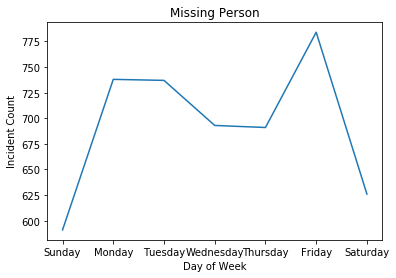 Missing Person
Incident Count
775
750
725
700
675
650
625
600
Sunday Monday Tuesday Wednesday Thursday Friday Saturday
Day of Week